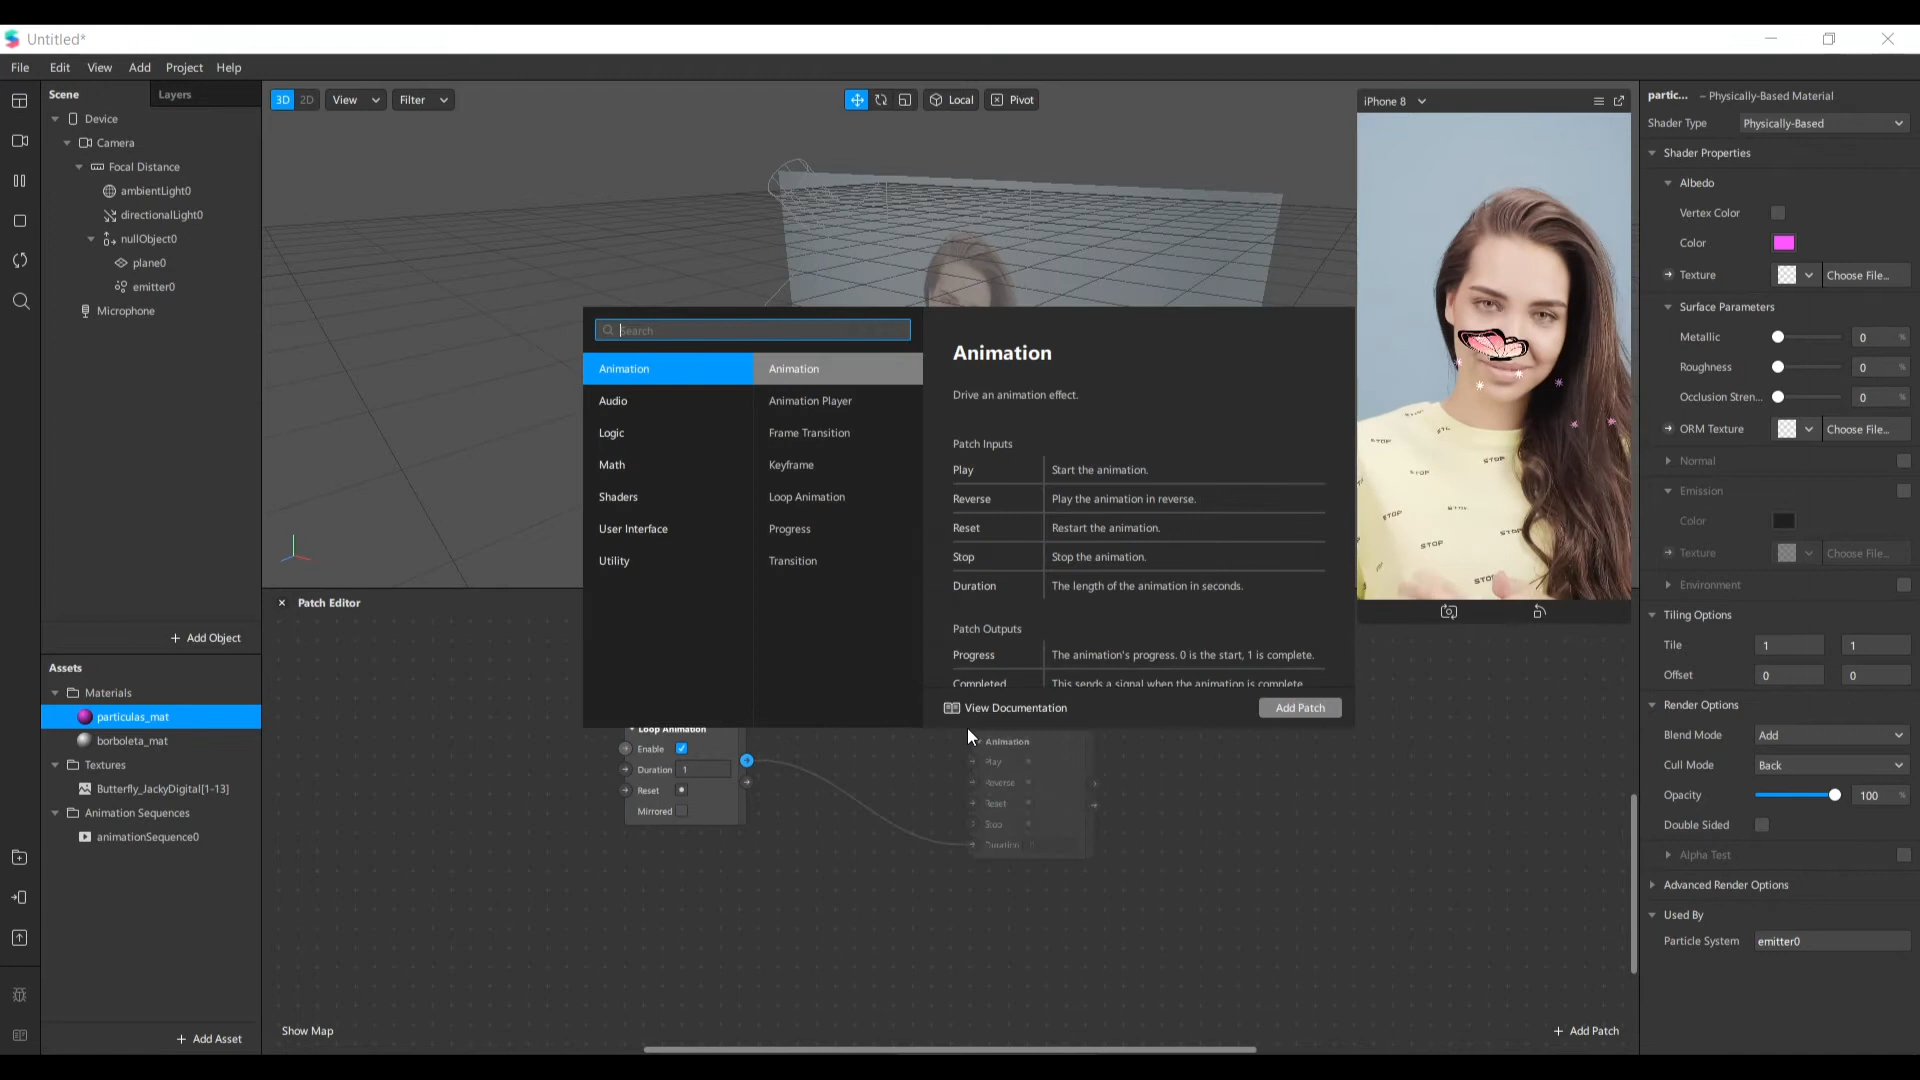 Untitled*
File Edit View Add Project Help
Scene Layers
Device
Camera
Focal Distance
ambientLight0
directionalLight0
nullObject0
plane0
emitter0
Microphone
+ Add Object
Assets
Materials
particulas_mat
borboleta_mat
Textures
Butterfly_JackyDigital[1-13]
Animation Sequences
animationSequence0
+ Add Asset
3D 2D View Filter Local Pivot
Search
Animation
Audio
Logic
Math
Shaders
User Interface
Utility
Animation
Animation Player
Frame Transition
Keyframe
Loop Animation
Progress
Transition
Animation
Drive an animation effect.
Patch Inputs
Play Start the animation.
Reverse Play the animation in reverse.
Reset Restart the animation.
Stop Stop the animation.
Duration The length of the animation in seconds.
Patch Outputs
Progress The animation's progress. 0 is the start, 1 is complete.
Completed This sends a signal when the animation is complete
View Documentation Add Patch
Patch Editor
Loop Animation
Enable
Duration 1
Reset
Mirrored
Animation
Play
Reverse
Reset
Stop
Duration
Show Map
+ Add Patch
iPhone 8
STOP
STOP
STOP
STOP
STOP
STOP
STOP
partic... – Physically-Based Material
Shader Type Physically-Based
Shader Properties
Albedo
Vertex Color
Color
Texture Choose File...
Surface Parameters
Metallic 0 %
Roughness 0 %
Occlusion Stren... 0 %
ORM Texture Choose File...
Normal
Emission
Color
Texture Choose File...
Environment
Tiling Options
Tile 1 1
Offset 0 0
Render Options
Blend Mode Add
Cull Mode Back
Opacity 100 %
Double Sided
Alpha Test
Advanced Render Options
Used By
Particle System emitter0